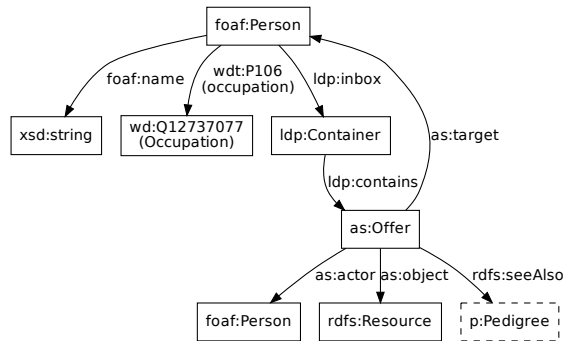 foaf:Person
foaf:name
wdt:P106
(occupation)
ldp:inbox
xsd:string
wd:Q12737077
(Occupation)
ldp:Container
as:target
ldp:contains
as:Offer
as:actor
as:object
rdfs:seeAlso
foaf:Person
rdfs:Resource
p:Pedigree